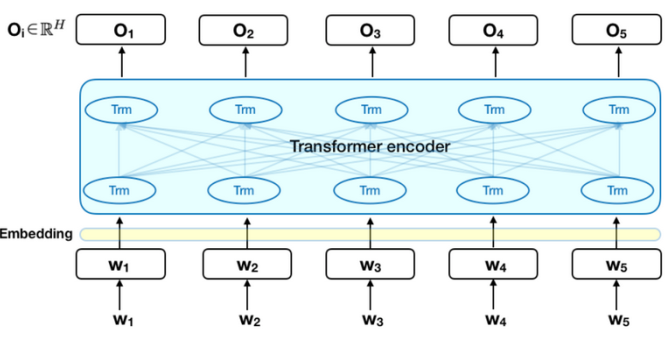 Oᵢ∈ℝᴴ O₁ O₂ O₃ O₄ O₅
Trm Trm Trm Trm Trm
Transformer encoder
Trm Trm Trm Trm Trm
Embedding
w₁ w₂ w₃ w₄ w₅
w₁ w₂ w₃ w₄ w₅